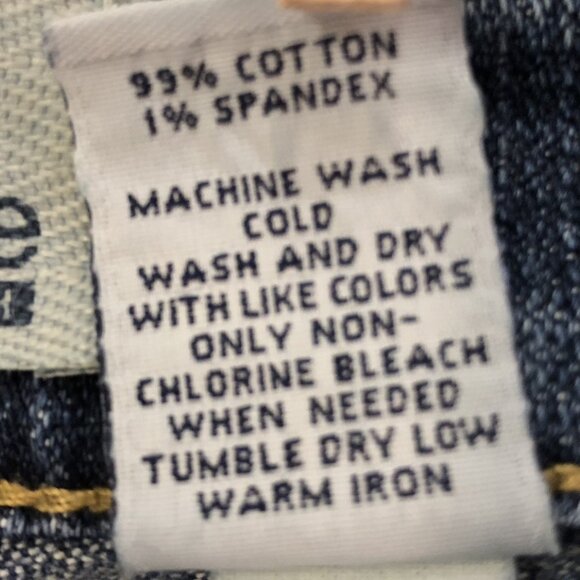 99% COTTON
1% SPANDEX
MACHINE WASH
COLD
WASH AND DRY
WITH LIKE COLORS
ONLY NON-
CHLORINE BLEACH
WHEN NEEDED
TUMBLE DRY LOW
WARM IRON